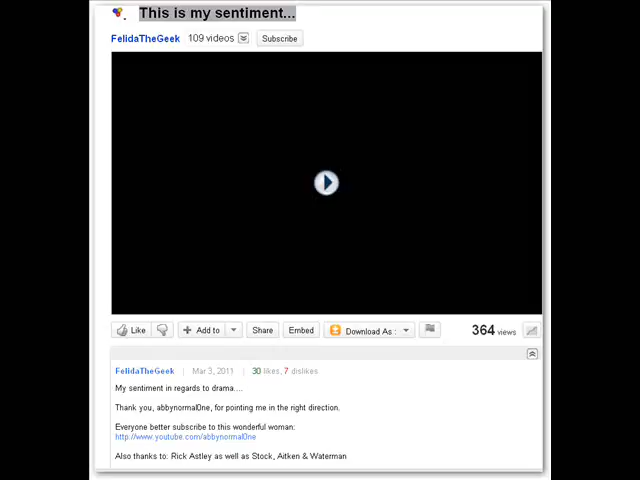 This is my sentiment...
FelidaTheGeek 109 videos Subscribe
Like Add to Share Embed Download As: 364 views
FelidaTheGeek | Mar 3, 2011 | 30 likes, 7 dislikes
My sentiment in regards to drama....
Thank you, abbynormal0ne, for pointing me in the right direction.
Everyone better subscribe to this wonderful woman:
http://www.youtube.com/abbynormal0ne
Also thanks to: Rick Astley as well as Stock, Aitken & Waterman